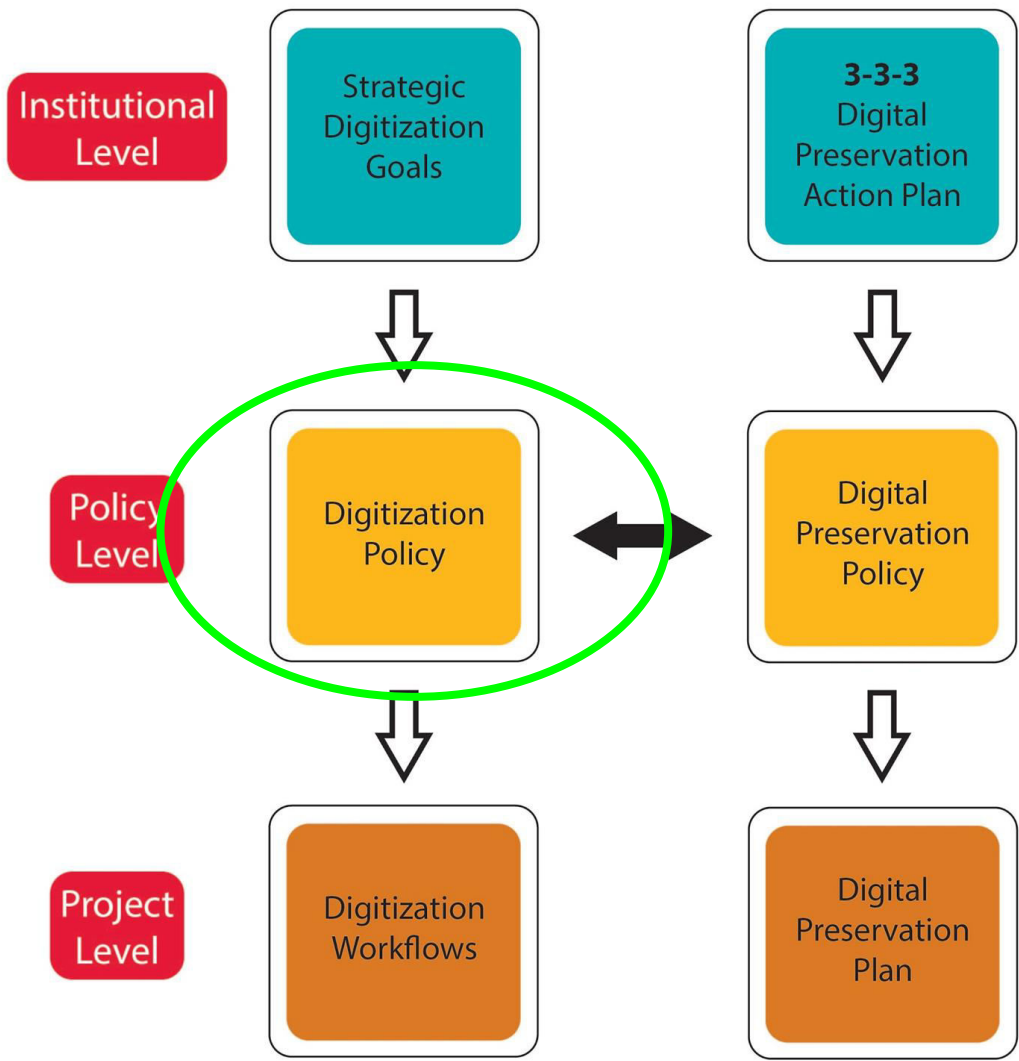 Institutional
Level
Strategic
Digitization
Goals
3-3-3
Digital
Preservation
Action Plan
Policy
Level
Digitization
Policy
Digital
Preservation
Policy
Project
Level
Digitization
Workflows
Digital
Preservation
Plan